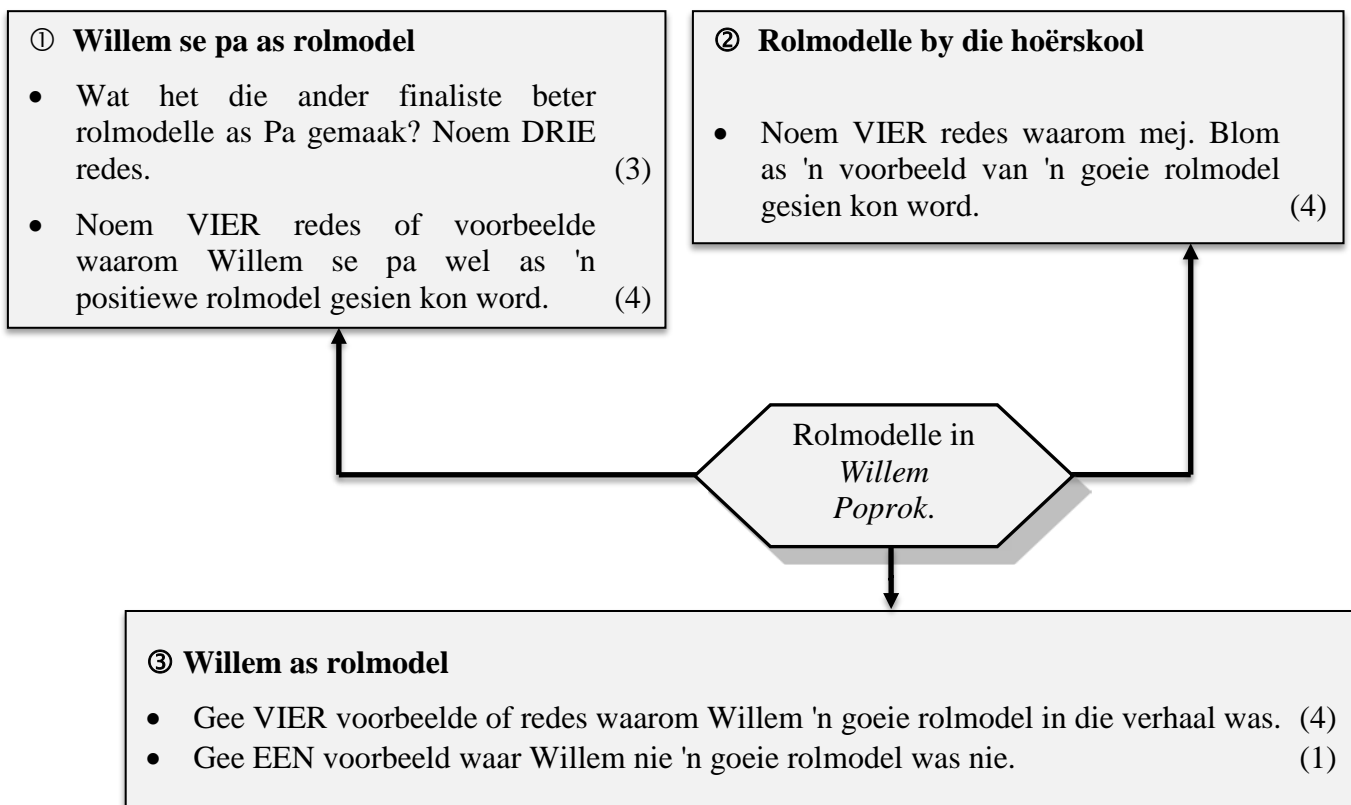 ① Willem se pa as rolmodel
• Wat het die ander finaliste beter
rolmodelle as Pa gemaak? Noem DRIE
redes. (3)
• Noem VIER redes of voorbeelde
waarom Willem se pa wel as 'n
positiewe rolmodel gesien kon word. (4)
② Rolmodelle by die hoërskool
• Noem VIER redes waarom mej. Blom
as 'n voorbeeld van 'n goeie rolmodel
gesien kon word. (4)
Rolmodelle in
Willem
Poprok.
③ Willem as rolmodel
• Gee VIER voorbeelde of redes waarom Willem 'n goeie rolmodel in die verhaal was. (4)
• Gee EEN voorbeeld waar Willem nie 'n goeie rolmodel was nie. (1)